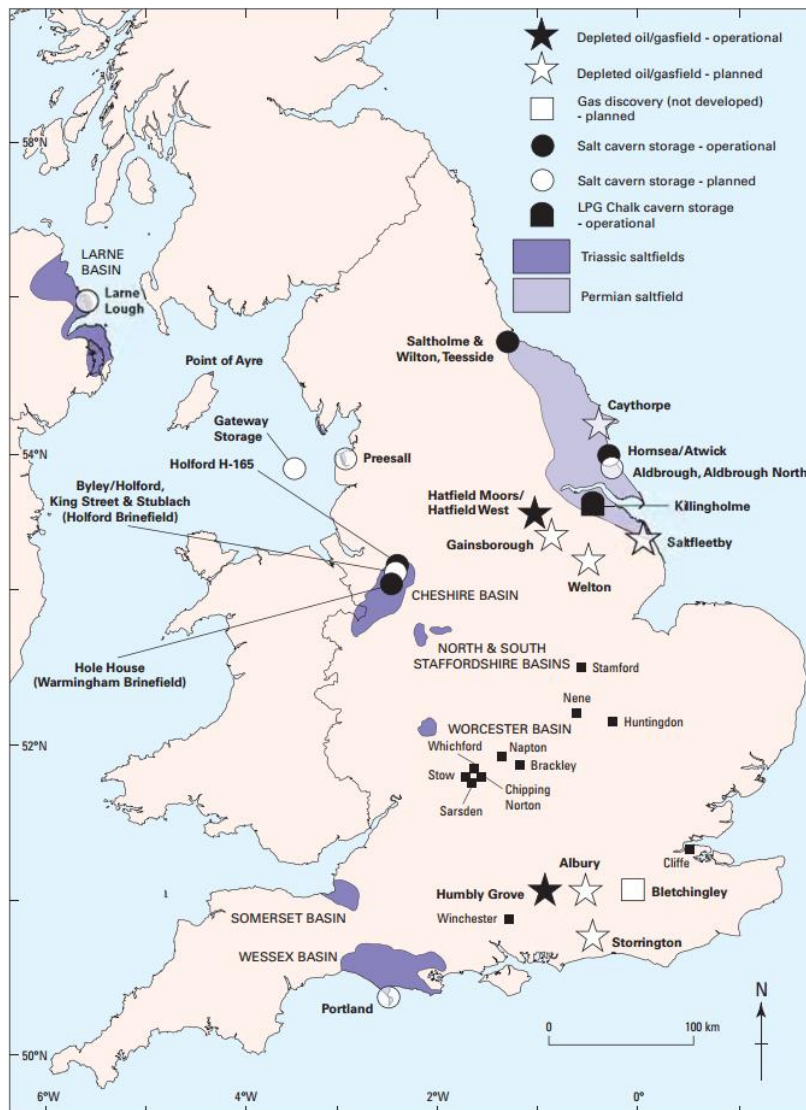 Depleted oil/gasfield - operational
Depleted oil/gasfield - planned
Gas discovery (not developed)
- planned
Salt cavern storage - operational
Salt cavern storage - planned
LPG Chalk cavern storage
- operational
Triassic saltfields
Permian saltfield
58°N
LARNE
BASIN
Larne
Lough
Saltholme &
Wilton, Teesside
Point of Ayre
Caythorpe
Gateway
Storage
54°N
Hornsea/Atwick
Holford H-165
Preesall
Aldbrough, Aldbrough North
Byley/Holford,
King Street & Stublach
(Holford Brinefield)
Hatfield Moors/
Hatfield West
Killingholme
Gainsborough
Saltfleetby
Welton
CHESHIRE BASIN
Hole House
(Warmingham Brinefield)
NORTH & SOUTH
STAFFORDSHIRE BASINS
Stamford
Nene
Huntingdon
52°N
WORCESTER BASIN
Whichford
Napton
Brackley
Stow
Chipping
Norton
Sarsden
Cliffe
Albury
Humbly Grove
Bletchingley
SOMERSET BASIN
Winchester
Storrington
WESSEX BASIN
Portland
N
0
100 km
50°N
6°W
4°W
2°W
0°